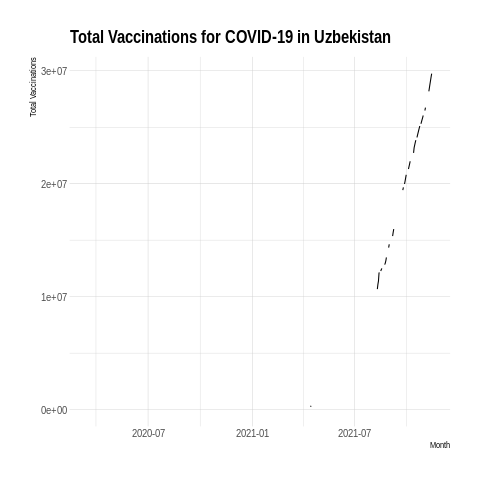 Total Vaccinations for COVID-19 in Uzbekistan
Total Vaccinations
3e+07
2e+07
1e+07
0e+00
2020-07
2021-01
2021-07
Month